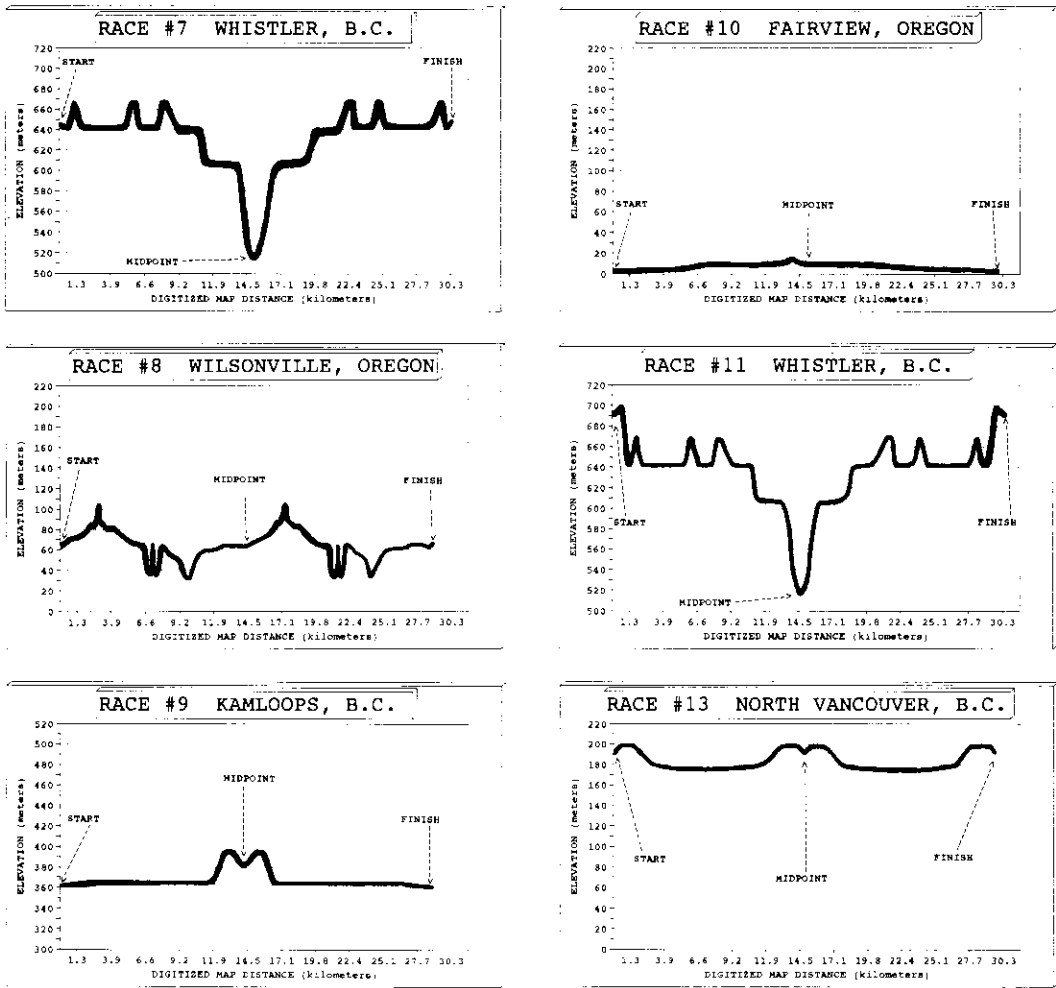 RACE #7 WHISTLER, B.C.
720
700
680
660
640
620
600
580
560
540
520
500
ELEVATION (meters)
START
FINISH
MIDPOINT
1.3 3.9 6.6 9.2 11.9 14.5 17.1 19.8 22.4 25.1 27.7 30.3
DIGITIZED MAP DISTANCE (kilometers)
RACE #10 FAIRVIEW, OREGON
220
200
180
160
140
120
100
80
60
40
20
0
ELEVATION (meters)
START
MIDPOINT
FINISH
1.3 3.9 6.6 9.2 11.9 14.5 17.1 19.8 22.4 25.1 27.7 30.3
DIGITIZED MAP DISTANCE (kilometers)
RACE #8 WILSONVILLE, OREGON
220
200
180
160
140
120
100
80
60
40
20
0
ELEVATION (meters)
START
MIDPOINT
FINISH
1.3 3.9 6.6 9.2 11.9 14.5 17.1 19.8 22.4 25.1 27.7 30.3
DIGITIZED MAP DISTANCE (kilometers)
RACE #11 WHISTLER, B.C.
720
700
680
660
640
620
600
580
560
540
520
500
ELEVATION (meters)
START
FINISH
MIDPOINT
1.3 3.9 6.6 9.2 11.9 14.5 17.1 19.8 22.4 25.1 27.7 30.3
DIGITIZED MAP DISTANCE (kilometers)
RACE #9 KAMLOOPS, B.C.
520
500
480
460
440
420
400
380
360
340
320
300
ELEVATION (meters)
MIDPOINT
START
FINISH
1.3 3.9 6.6 9.2 11.9 14.5 17.1 19.8 22.4 25.1 27.7 30.3
DIGITIZED MAP DISTANCE (kilometers)
RACE #13 NORTH VANCOUVER, B.C.
220
200
180
160
140
120
100
80
60
40
20
0
ELEVATION (meters)
START
FINISH
MIDPOINT
1.3 3.9 6.6 9.2 11.9 14.5 17.1 19.8 22.4 25.1 27.7 30.3
DIGITIZED MAP DISTANCE (kilometers)